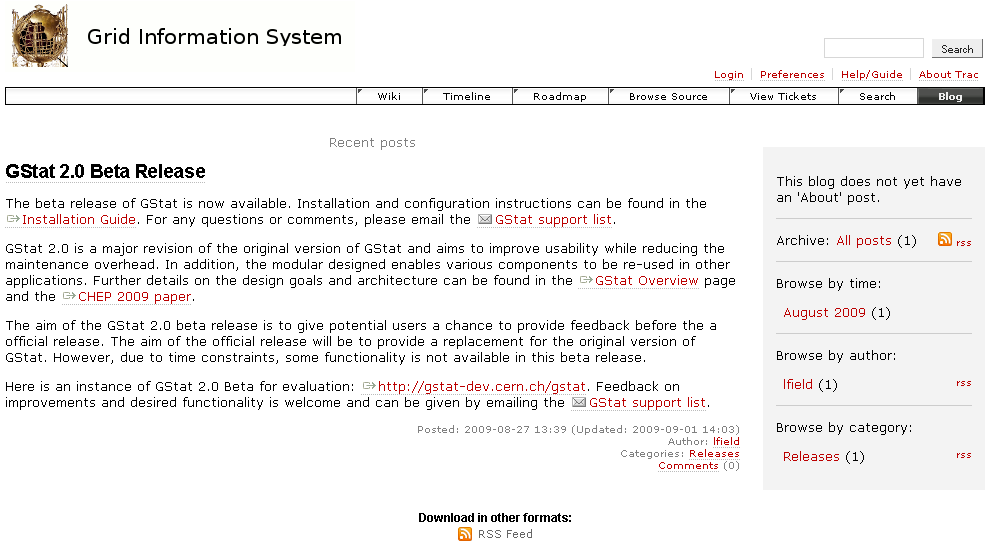 Grid Information System
Search
Login Preferences Help/Guide About Trac
Wiki Timeline Roadmap Browse Source View Tickets Search Blog
Recent posts
GStat 2.0 Beta Release
The beta release of GStat is now available. Installation and configuration instructions can be found in the
Installation Guide. For any questions or comments, please email the GStat support list.
GStat 2.0 is a major revision of the original version of GStat and aims to improve usability while reducing the
maintenance overhead. In addition, the modular designed enables various components to be re-used in other
applications. Further details on the design goals and architecture can be found in the GStat Overview page
and the CHEP 2009 paper.
The aim of the GStat 2.0 beta release is to give potential users a chance to provide feedback before the a
official release. The aim of the official release will be to provide a replacement for the original version of
GStat. However, due to time constraints, some functionality is not available in this beta release.
Here is an instance of GStat 2.0 Beta for evaluation: http://gstat-dev.cern.ch/gstat. Feedback on
improvements and desired functionality is welcome and can be given by emailing the GStat support list.
Posted: 2009-08-27 13:39 (Updated: 2009-09-01 14:03)
Author: lfield
Categories: Releases
Comments (0)
This blog does not yet have
an 'About' post.
Archive: All posts (1) rss
Browse by time:
August 2009 (1)
Browse by author:
lfield (1) rss
Browse by category:
Releases (1) rss
Download in other formats:
RSS Feed